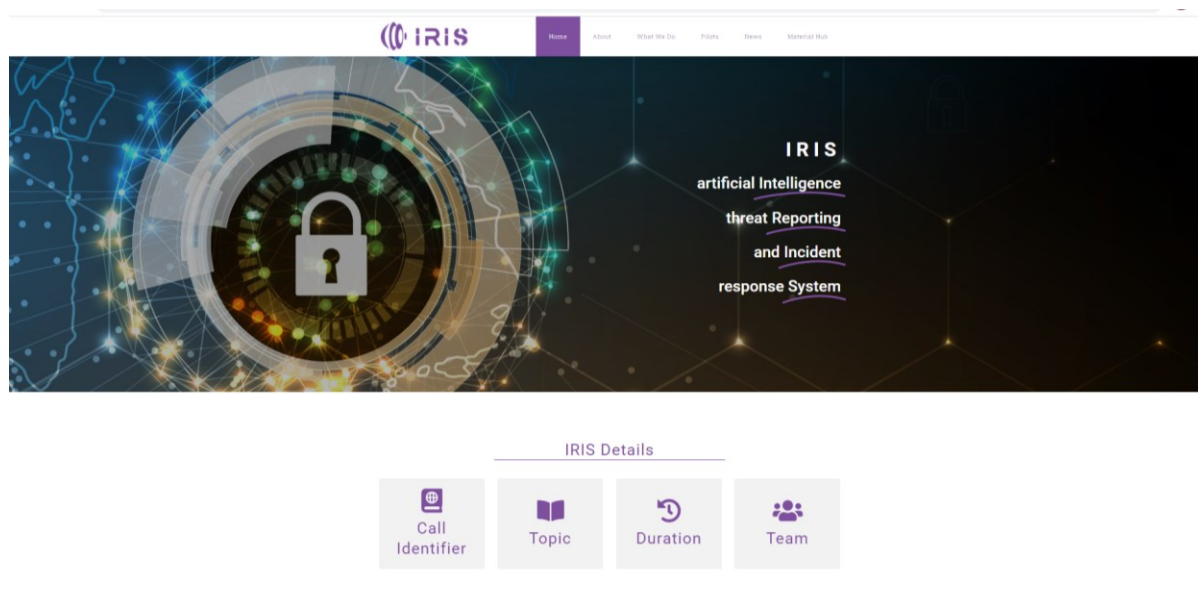 IRIS
Home About What We Do Pilots News Material Hub
IRIS
artificial Intelligence
threat Reporting
and Incident
response System
IRIS Details
Call
Identifier
Topic
Duration
Team